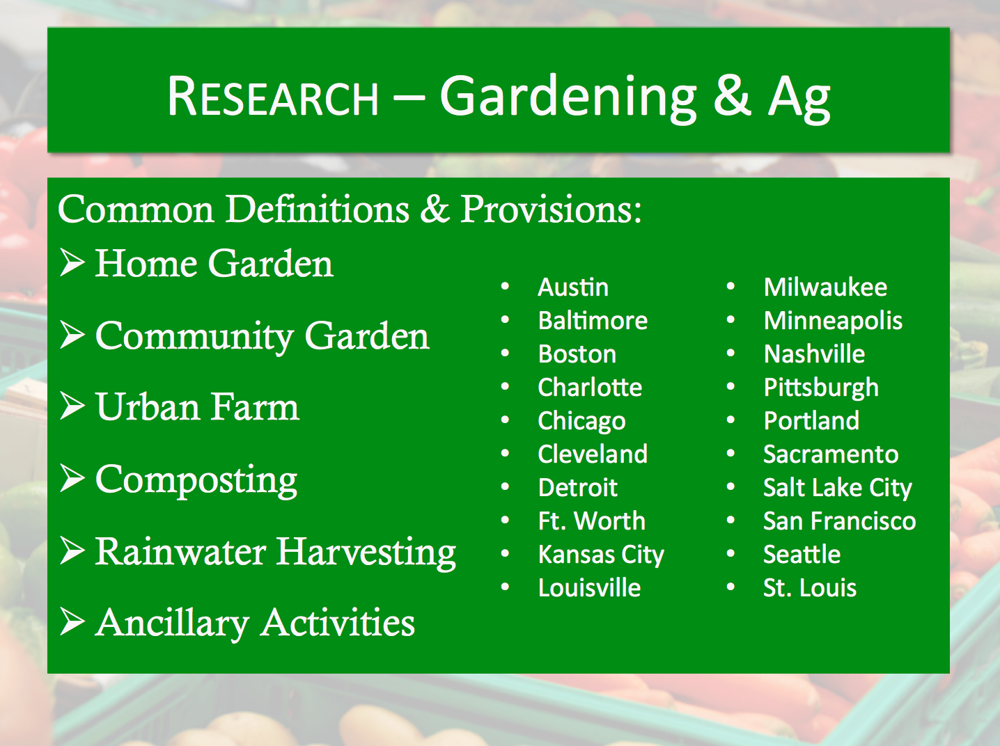 RESEARCH – Gardening & Ag
Common Definitions & Provisions:
➢ Home Garden
➢ Community Garden
➢ Urban Farm
➢ Composting
➢ Rainwater Harvesting
➢ Ancillary Activities
• Austin
• Baltimore
• Boston
• Charlotte
• Chicago
• Cleveland
• Detroit
• Ft. Worth
• Kansas City
• Louisville
• Milwaukee
• Minneapolis
• Nashville
• Pittsburgh
• Portland
• Sacramento
• Salt Lake City
• San Francisco
• Seattle
• St. Louis